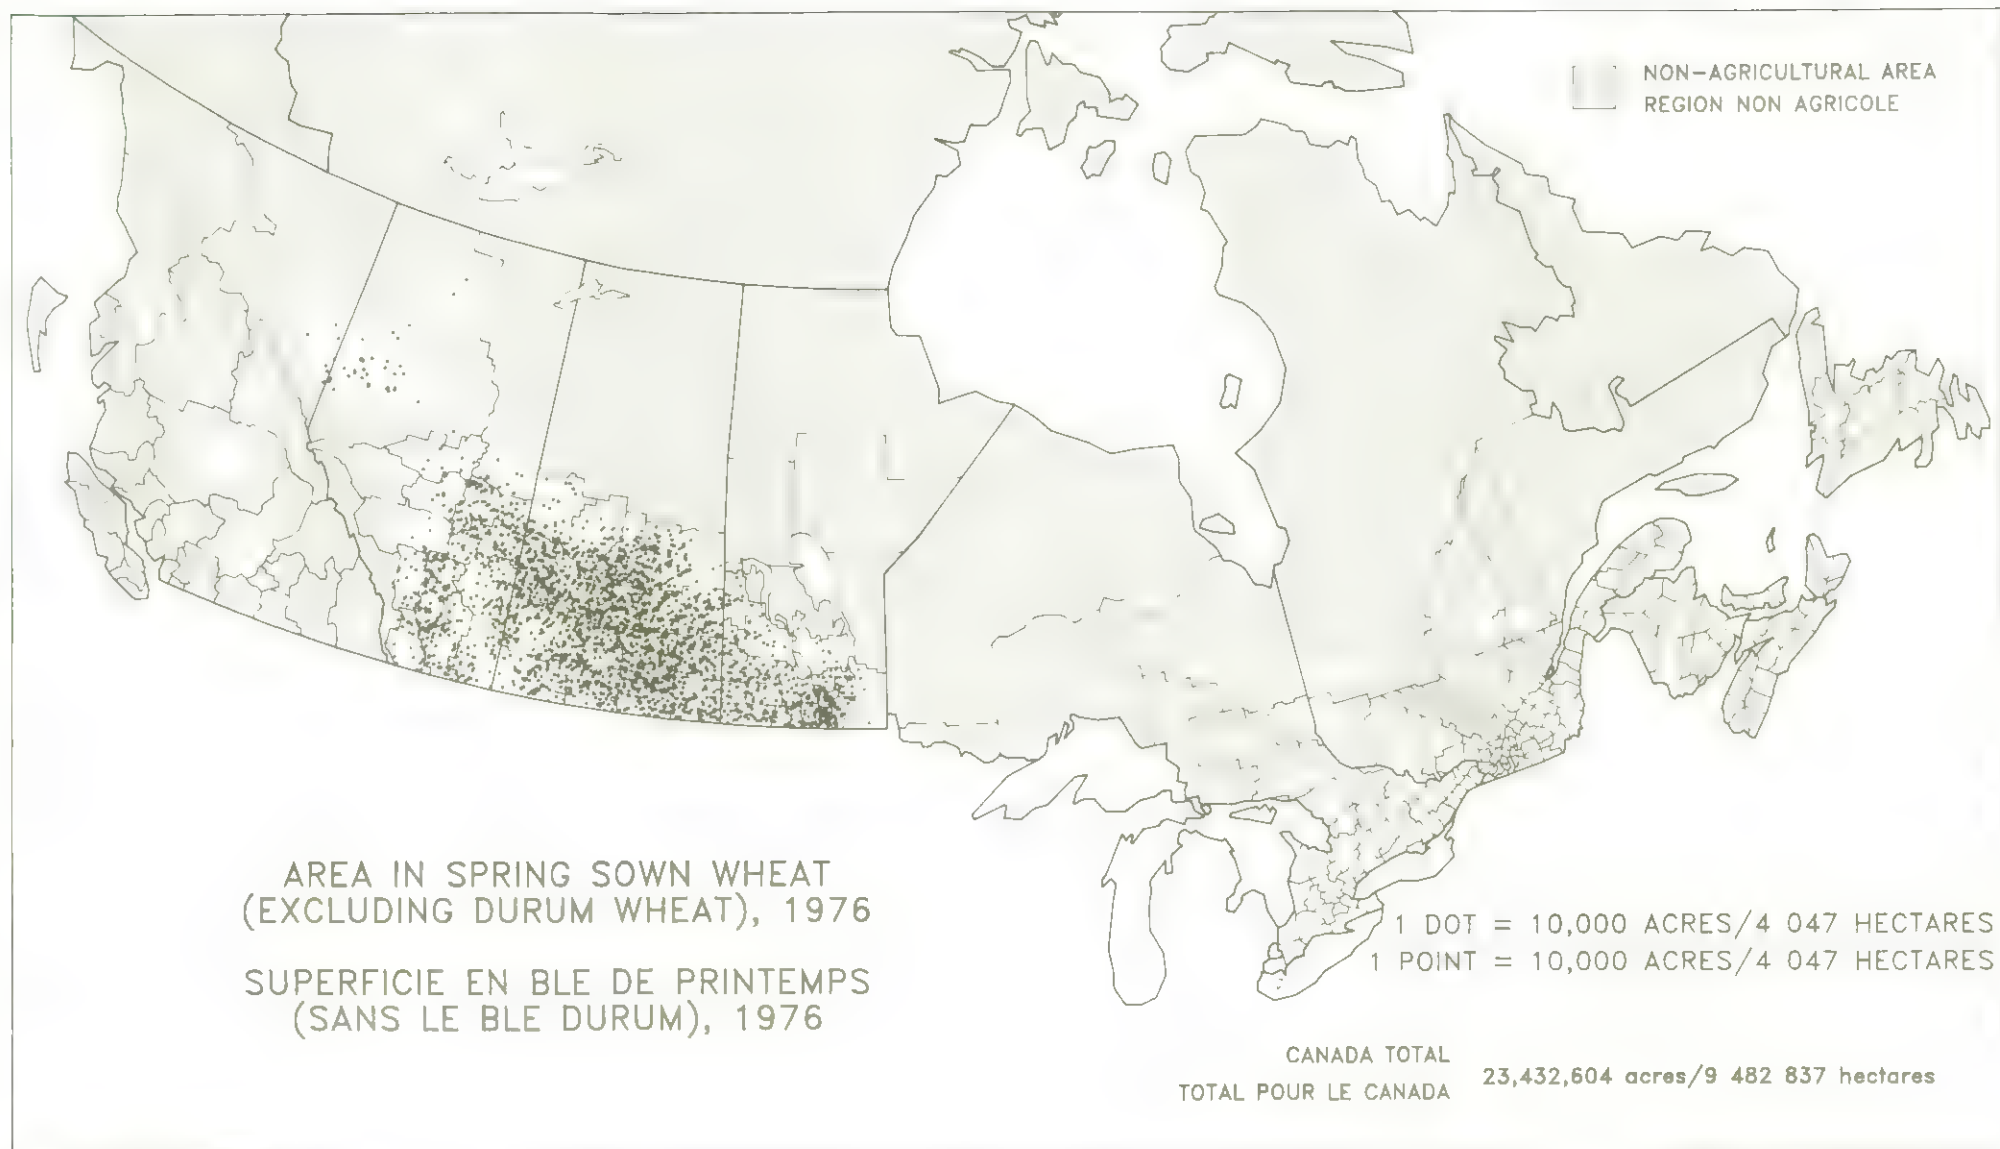 NON-AGRICULTURAL AREA
REGION NON AGRICOLE
AREA IN SPRING SOWN WHEAT
(EXCLUDING DURUM WHEAT), 1976
SUPERFICIE EN BLE DE PRINTEMPS
(SANS LE BLE DURUM), 1976
1 DOT = 10,000 ACRES/4 047 HECTARES
1 POINT = 10,000 ACRES/4 047 HECTARES
CANADA TOTAL
TOTAL POUR LE CANADA
23,432,604 acres/9 482 837 hectares